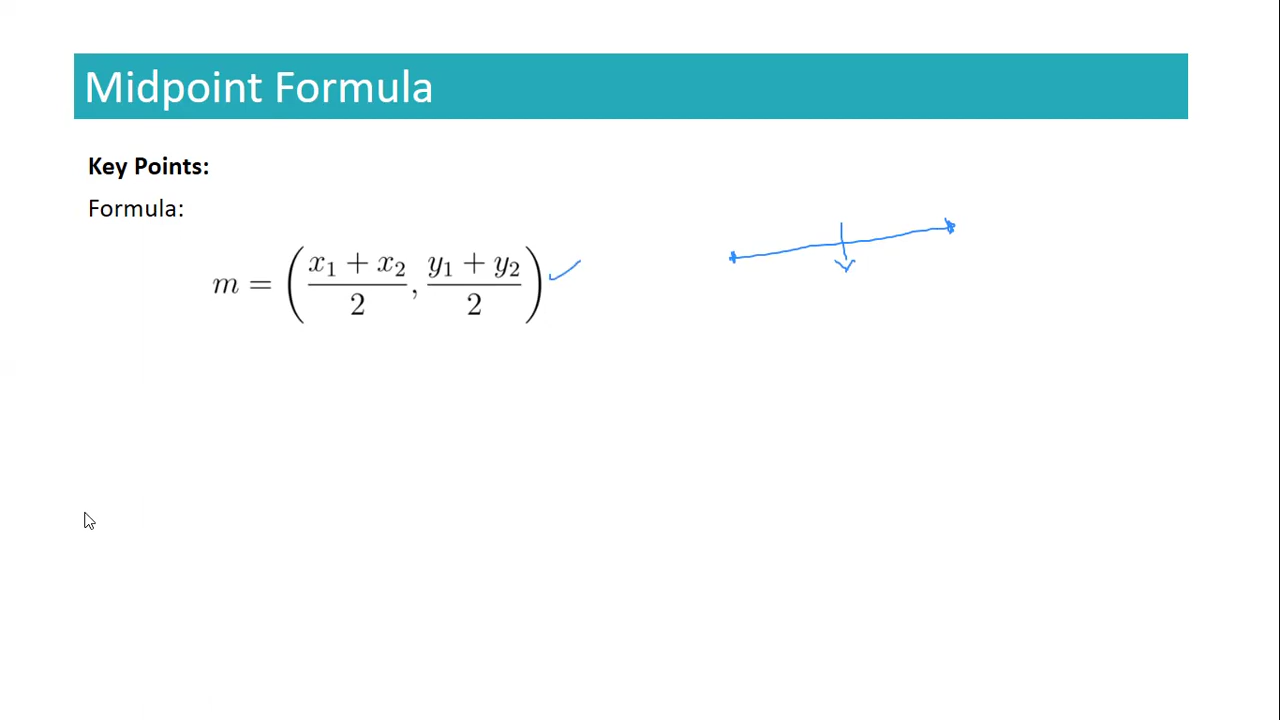 Midpoint Formula
Key Points:
Formula:
m = ( x₁ + x₂ / 2 , y₁ + y₂ / 2 )